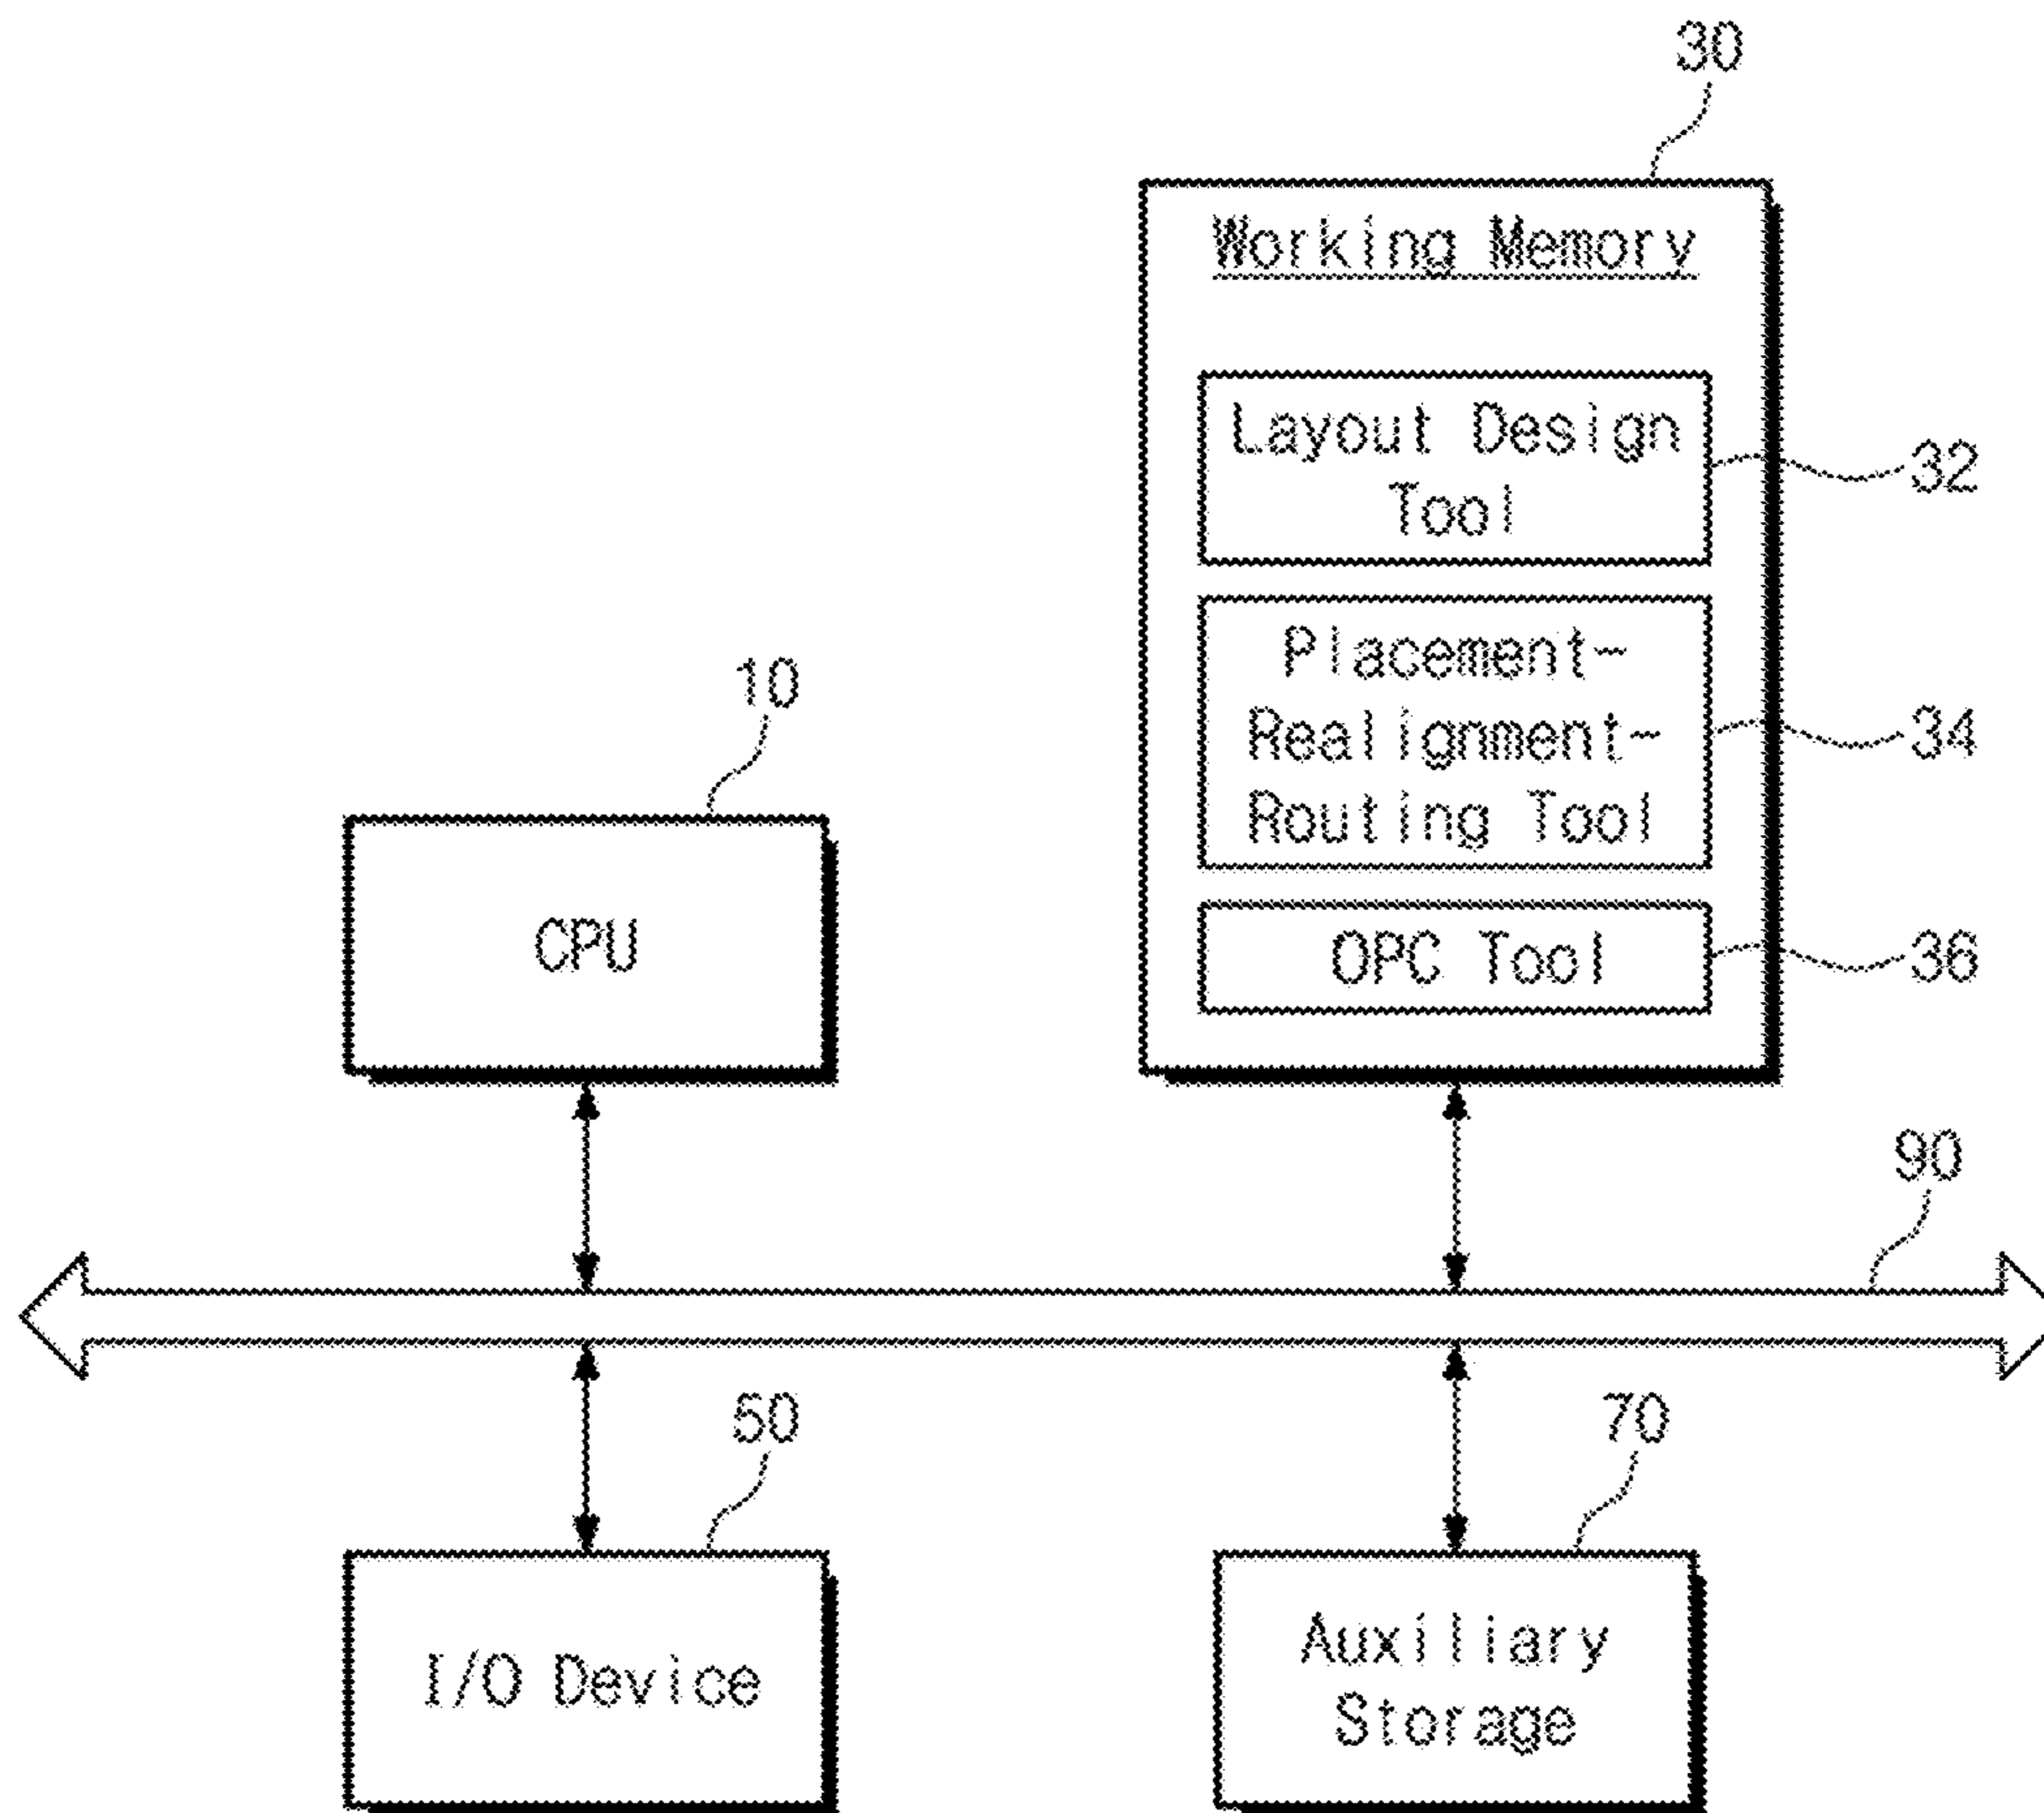 30
Working Memory
Layout Design
Tool
32
Placement-
Realignment-
Routing Tool
34
OPC Tool
36
10
CPU
90
50
I/O Device
70
Auxiliary
Storage